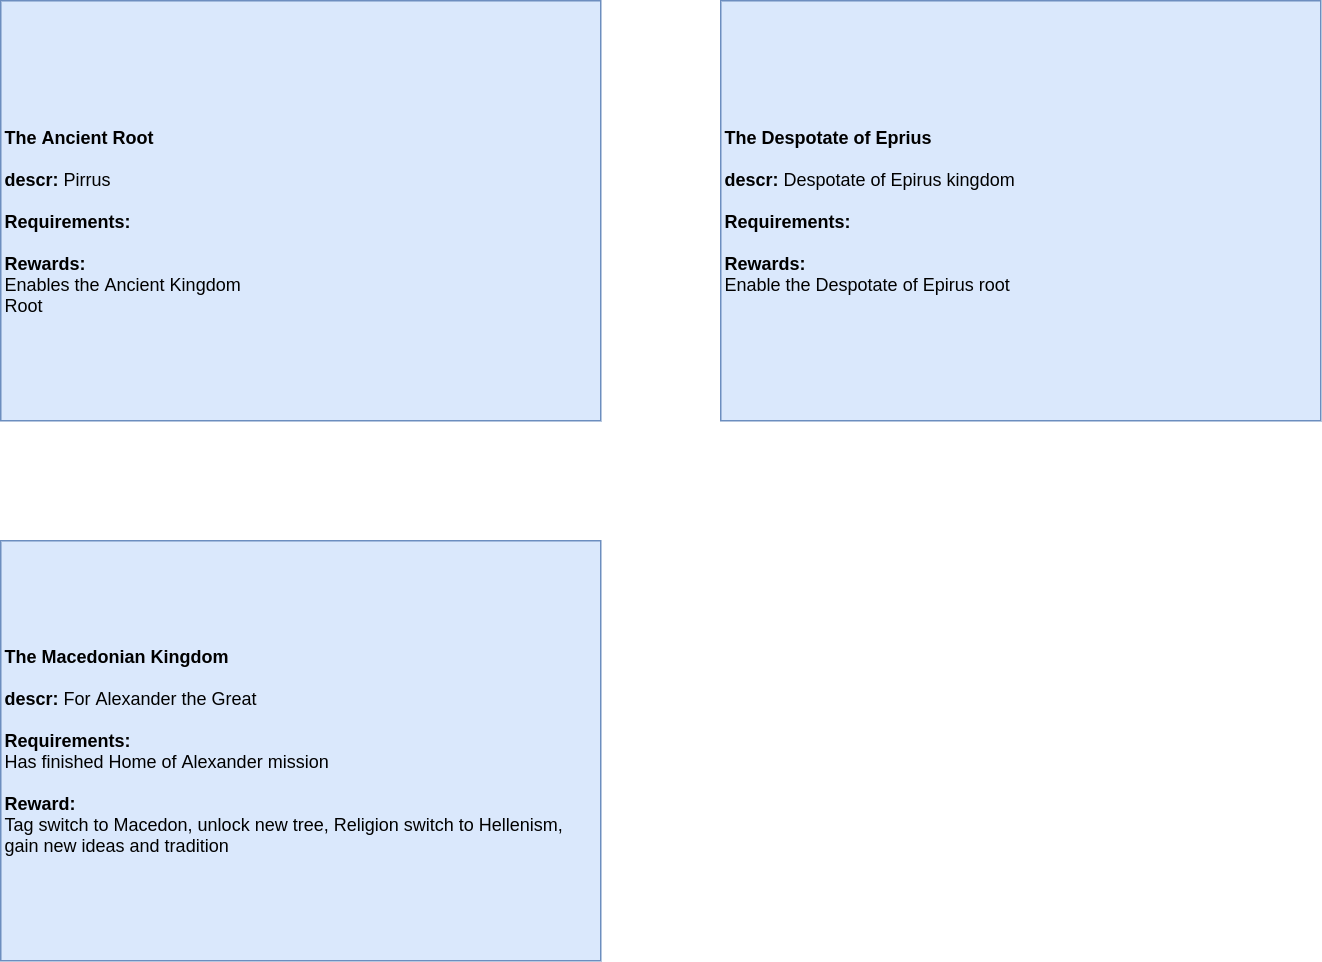 The Ancient Root
descr: Pirrus
Requirements:
Rewards:
Enables the Ancient Kingdom
Root
The Despotate of Eprius
descr: Despotate of Epirus kingdom
Requirements:
Rewards:
Enable the Despotate of Epirus root
The Macedonian Kingdom
descr: For Alexander the Great
Requirements:
Has finished Home of Alexander mission
Reward:
Tag switch to Macedon, unlock new tree, Religion switch to Hellenism,
gain new ideas and tradition